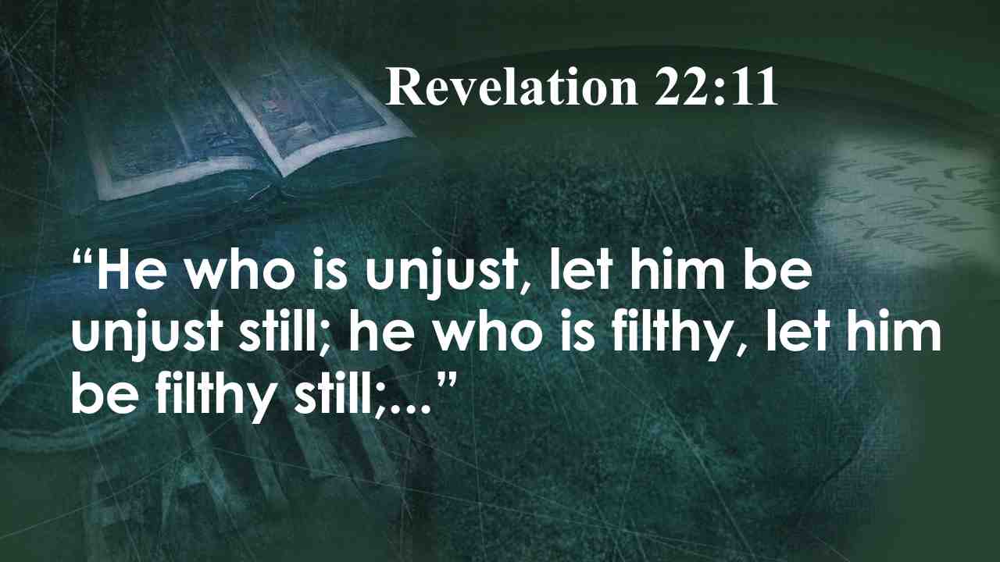 Revelation 22:11
“He who is unjust, let him be
unjust still; he who is filthy, let him
be filthy still;...”